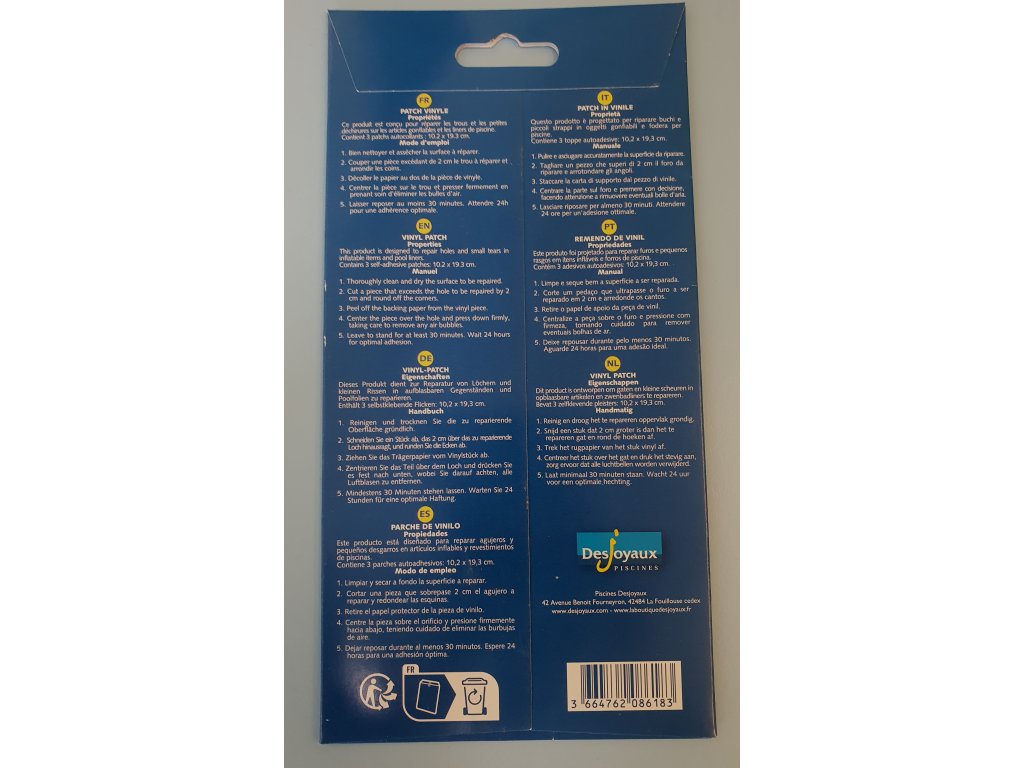 FR
PATCH VINYLE
Propriétés
Ce produit est conçu pour réparer les trous et les petites
déchirures sur les articles gonflables et les liners de piscine.
Contient 3 patchs autocollants : 10,2 x 19,3 cm.
Mode d'emploi
1. Bien nettoyer et assécher la surface à réparer.
2. Couper une pièce excédant de 2 cm le trou à réparer et
arrondir les coins.
3. Décoller le papier au dos de la pièce de vinyle.
4. Centrer la pièce sur le trou et presser fermement en
prenant soin d'éliminer les bulles d'air.
5. Laisser reposer au moins 30 minutes. Attendre 24h
pour une adhérence optimale.
EN
VINYL PATCH
Properties
This product is designed to repair holes and small tears in
inflatable items and pool liners.
Contains 3 self-adhesive patches: 10.2 x 19.3 cm.
Manuel
1. Thoroughly clean and dry the surface to be repaired.
2. Cut a piece that exceeds the hole to be repaired by 2
cm and round off the corners.
3. Peel off the backing paper from the vinyl piece.
4. Center the piece over the hole and press down firmly,
taking care to remove any air bubbles.
5. Leave to stand for at least 30 minutes. Wait 24 hours
for optimal adhesion.
DE
VINYL-PATCH
Eigenschaften
Dieses Produkt dient zur Reparatur von Löchern und
kleinen Rissen in aufblasbaren Gegenständen und
Poolfolien zu reparieren.
Enthält 3 selbstklebende Flicken: 10,2 x 19,3 cm.
Handbuch
1. Reinigen und trocknen Sie die zu reparierende
Oberfläche gründlich.
2. Schneiden Sie ein Stück ab, das 2 cm über das zu reparierende
Loch hinausragt, und runden Sie die Ecken ab.
3. Ziehen Sie das Trägerpapier vom Vinylstück ab.
4. Zentrieren Sie das Teil über dem Loch und drücken Sie
es fest nach unten, wobei Sie darauf achten, alle
Luftblasen zu entfernen.
5. Mindestens 30 Minuten stehen lassen. Warten Sie 24
Stunden für eine optimale Haftung.
ES
PARCHE DE VINILO
Propiedades
Este producto está diseñado para reparar agujeros y
pequeños desgarros en artículos inflables y revestimientos
de piscinas.
Contiene 3 parches autoadhesivos: 10,2 x 19,3 cm.
Modo de empleo
1. Limpiar y secar a fondo la superficie a reparar.
2. Cortar una pieza que sobrepase 2 cm el agujero a
reparar y redondear las esquinas.
3. Retire el papel protector de la pieza de vinilo.
4. Centre la pieza sobre el orificio y presione firmemente
hacia abajo, teniendo cuidado de eliminar las burbujas
de aire.
5. Dejar reposar durante al menos 30 minutos. Espere 24
horas para una adhesión óptima.
FR
IT
PATCH IN VINILE
Proprietà
Questo prodotto è progettato per riparare buchi e
piccoli strappi in oggetti gonfiabili e fodera per
piscine.
Contiene 3 toppe autoadesive: 10,2 x 19,3 cm.
Manuale
1. Pulire e asciugare accuratamente la superficie da riparare.
2. Tagliare un pezzo che superi di 2 cm il foro da
riparare e arrotondare gli angoli.
3. Staccare la carta di supporto dal pezzo di vinile.
4. Centrare la parte sul foro e premere con decisione,
facendo attenzione a rimuovere eventuali bolle d'aria.
5. Lasciare riposare per almeno 30 minuti. Attendere
24 ore per un'adesione ottimale.
PT
REMENDO DE VINIL
Propriedades
Este produto foi projetado para reparar furos e pequenos
rasgos em itens infláveis e forros de piscina.
Contém 3 adesivos autoadesivos: 10,2 x 19,3 cm.
Manual
1. Limpe e seque bem a superfície a ser reparada.
2. Corte um pedaço que ultrapasse o furo a ser
reparado em 2 cm e arredonde os cantos.
3. Retire o papel de apoio da peça de vinil.
4. Centralize a peça sobre o furo e pressione com
firmeza, tomando cuidado para remover
eventuais bolhas de ar.
5. Deixe repousar durante pelo menos 30 minutos.
Aguarde 24 horas para uma adesão ideal.
NL
VINYL PATCH
Eigenschappen
Dit product is ontworpen om gaten en kleine scheuren in
opblaasbare artikelen en zwembadliners te repareren.
Bevat 3 zelfklevende pleisters: 10,2 x 19,3 cm.
Handmatig
1. Reinig en droog het te repareren oppervlak grondig.
2. Snijd een stuk dat 2 cm groter is dan het te
repareren gat en rond de hoeken af.
3. Trek het rugpapier van het stuk vinyl af.
4. Centreer het stuk over het gat en druk het stevig aan,
zorg ervoor dat alle luchtbellen worden verwijderd.
5. Laat minimaal 30 minuten staan. Wacht 24 uur
voor een optimale hechting.
Desjoyaux
PISCINES
Piscines Desjoyaux
42 Avenue Benoit Fourneyron, 42484 La Fouillouse cedex
www.desjoyaux.com - www.laboutiquedesjoyaux.fr
3 664762 086183